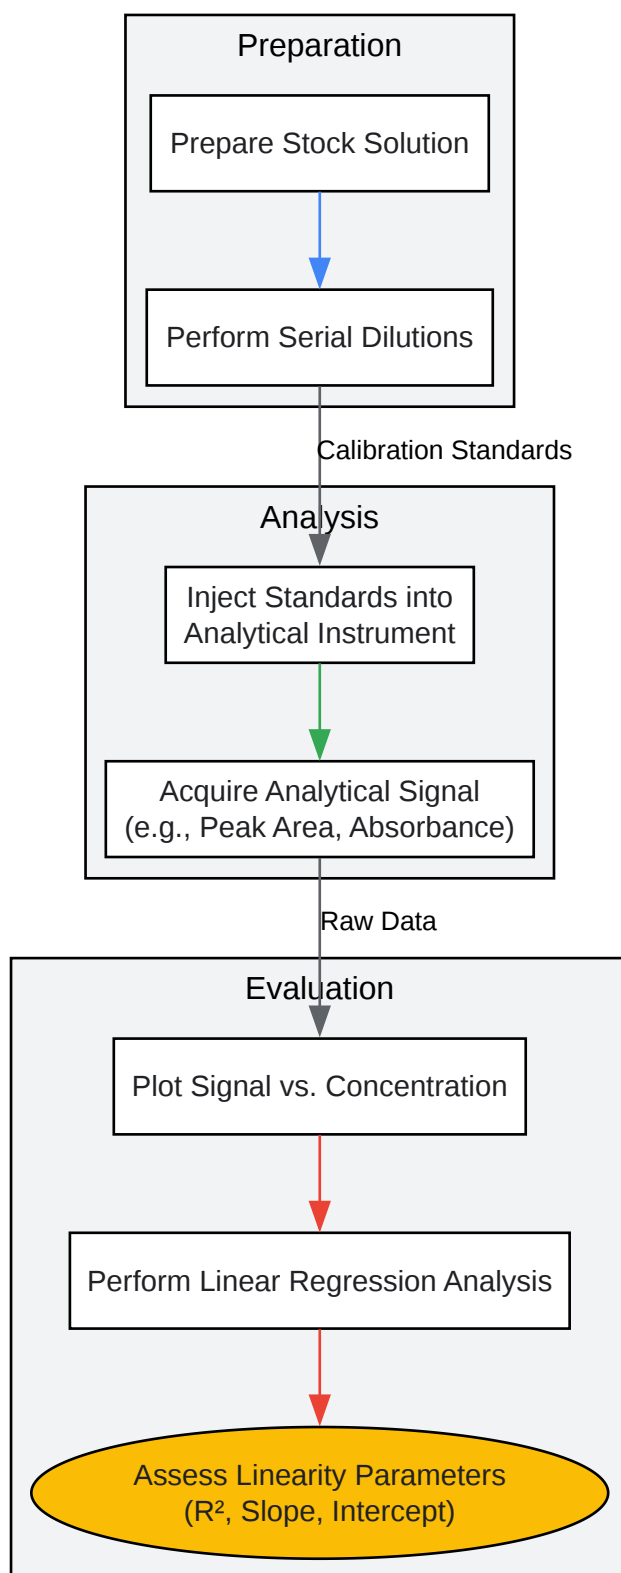 Preparation
Prepare Stock Solution
Perform Serial Dilutions
Calibration Standards
Analysis
Inject Standards into
Analytical Instrument
Acquire Analytical Signal
(e.g., Peak Area, Absorbance)
Raw Data
Evaluation
Plot Signal vs. Concentration
Perform Linear Regression Analysis
Assess Linearity Parameters
(R², Slope, Intercept)